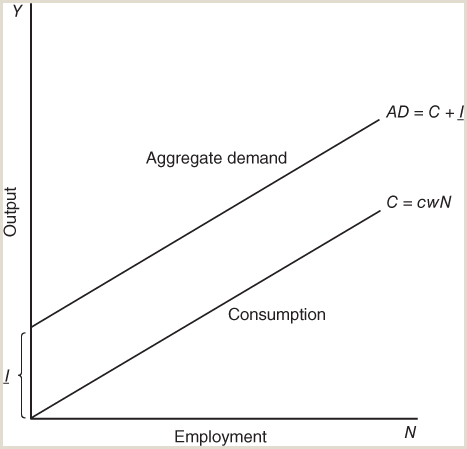 Y
AD = C + I
Aggregate demand
C = cwN
Output
Consumption
I
N
Employment